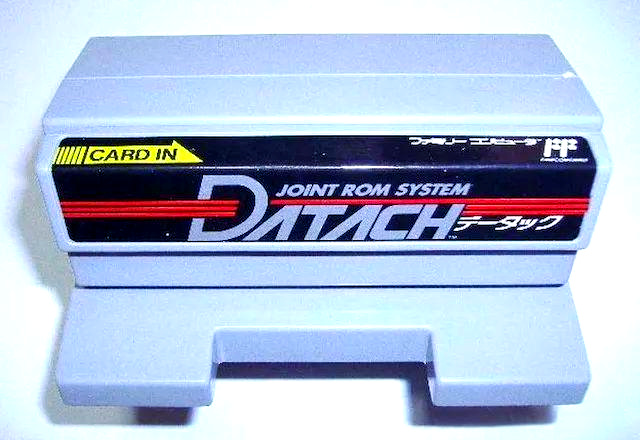 CARD IN
ファミリー コンピュータ
JOINT ROM SYSTEM
DATACH
データック